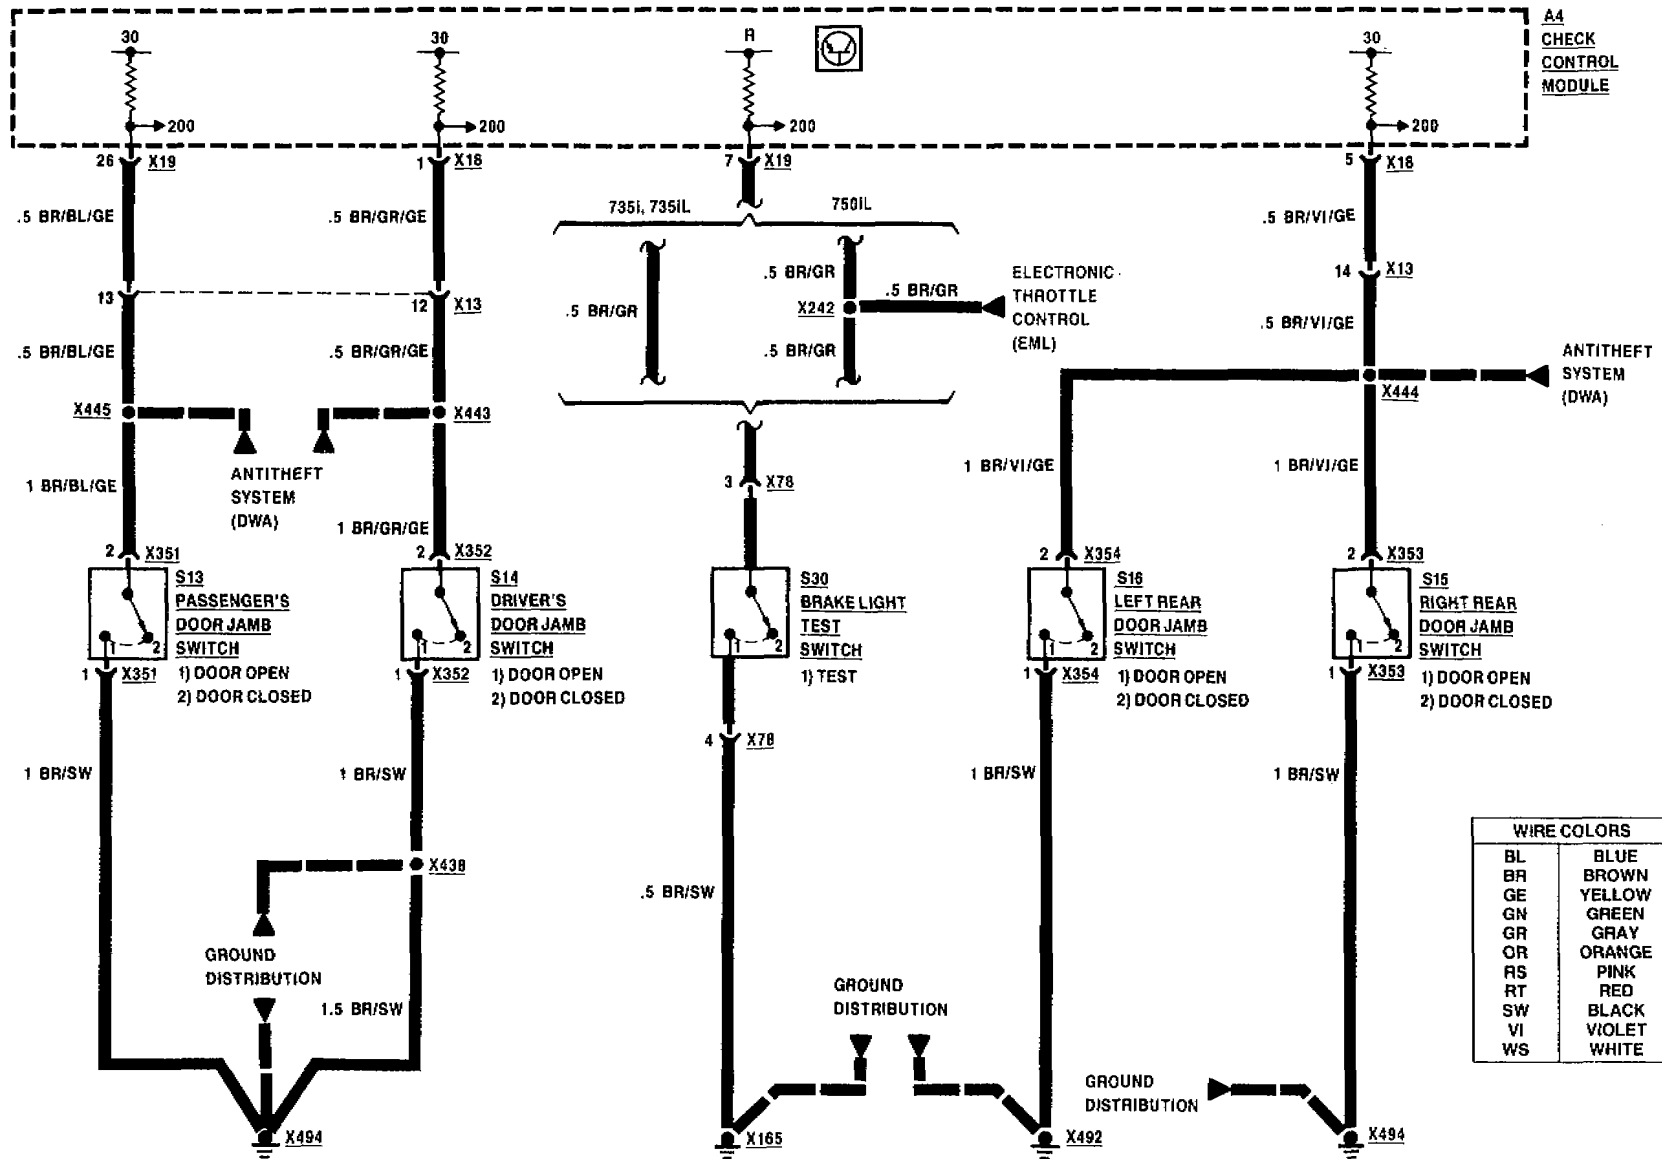 A4
CHECK
CONTROL
MODULE
30
30
R
30
200
200
200
200
26 X19
1 X18
7 X19
5 X18
.5 BR/BL/GE
.5 BR/GR/GE
735i, 735iL
750iL
.5 BR/VI/GE
.5 BR/GR
.5 BR/GR
.5 BR/GR
X242
.5 BR/GR
ELECTRONIC
THROTTLE
CONTROL
(EML)
14 X13
13
12 X13
.5 BR/VI/GE
.5 BR/BL/GE
.5 BR/GR/GE
ANTITHEFT
SYSTEM
(DWA)
X444
X445
X443
ANTITHEFT
SYSTEM
(DWA)
1 BR/BL/GE
1 BR/GR/GE
3 X78
1 BR/VI/GE
1 BR/VI/GE
2 X351
2 X352
2 X354
2 X353
S13
PASSENGER'S
DOOR JAMB
SWITCH
1) DOOR OPEN
2) DOOR CLOSED
1 2
1 X351
S14
DRIVER'S
DOOR JAMB
SWITCH
1) DOOR OPEN
2) DOOR CLOSED
1 2
1 X352
S30
BRAKE LIGHT
TEST
SWITCH
1) TEST
1 2
S16
LEFT REAR
DOOR JAMB
SWITCH
1) DOOR OPEN
2) DOOR CLOSED
1 2
1 X354
S15
RIGHT REAR
DOOR JAMB
SWITCH
1) DOOR OPEN
2) DOOR CLOSED
1 2
1 X353
4 X78
1 BR/SW
1 BR/SW
1 BR/SW
1 BR/SW
X438
.5 BR/SW
GROUND
DISTRIBUTION
1.5 BR/SW
GROUND
DISTRIBUTION
GROUND
DISTRIBUTION
X494
X165
X492
X494
WIRE COLORS
BL BLUE
BR BROWN
GE YELLOW
GN GREEN
GR GRAY
OR ORANGE
RS PINK
RT RED
SW BLACK
VI VIOLET
WS WHITE